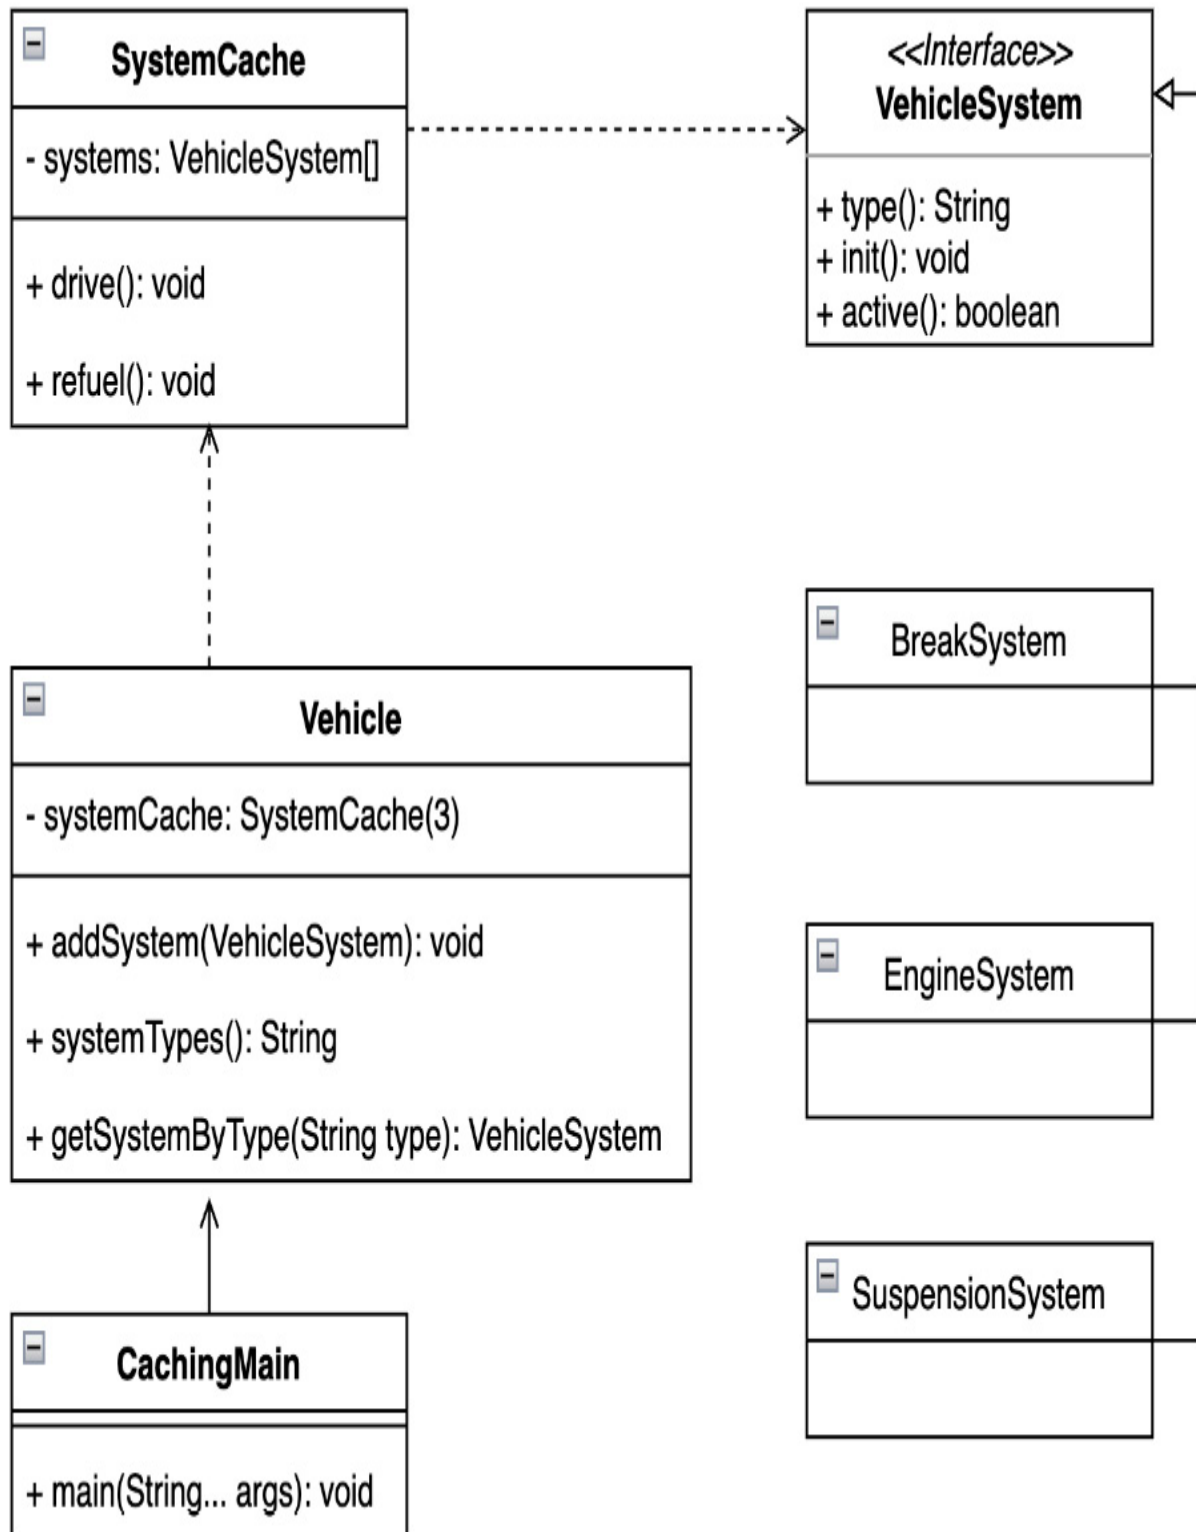 SystemCache
- systems: VehicleSystem[]
+ drive(): void
+ refuel(): void
<<Interface>>
VehicleSystem
+ type(): String
+ init(): void
+ active(): boolean
Vehicle
- systemCache: SystemCache(3)
+ addSystem(VehicleSystem): void
+ systemTypes(): String
+ getSystemByType(String type): VehicleSystem
BreakSystem
EngineSystem
SuspensionSystem
CachingMain
+ main(String... args): void